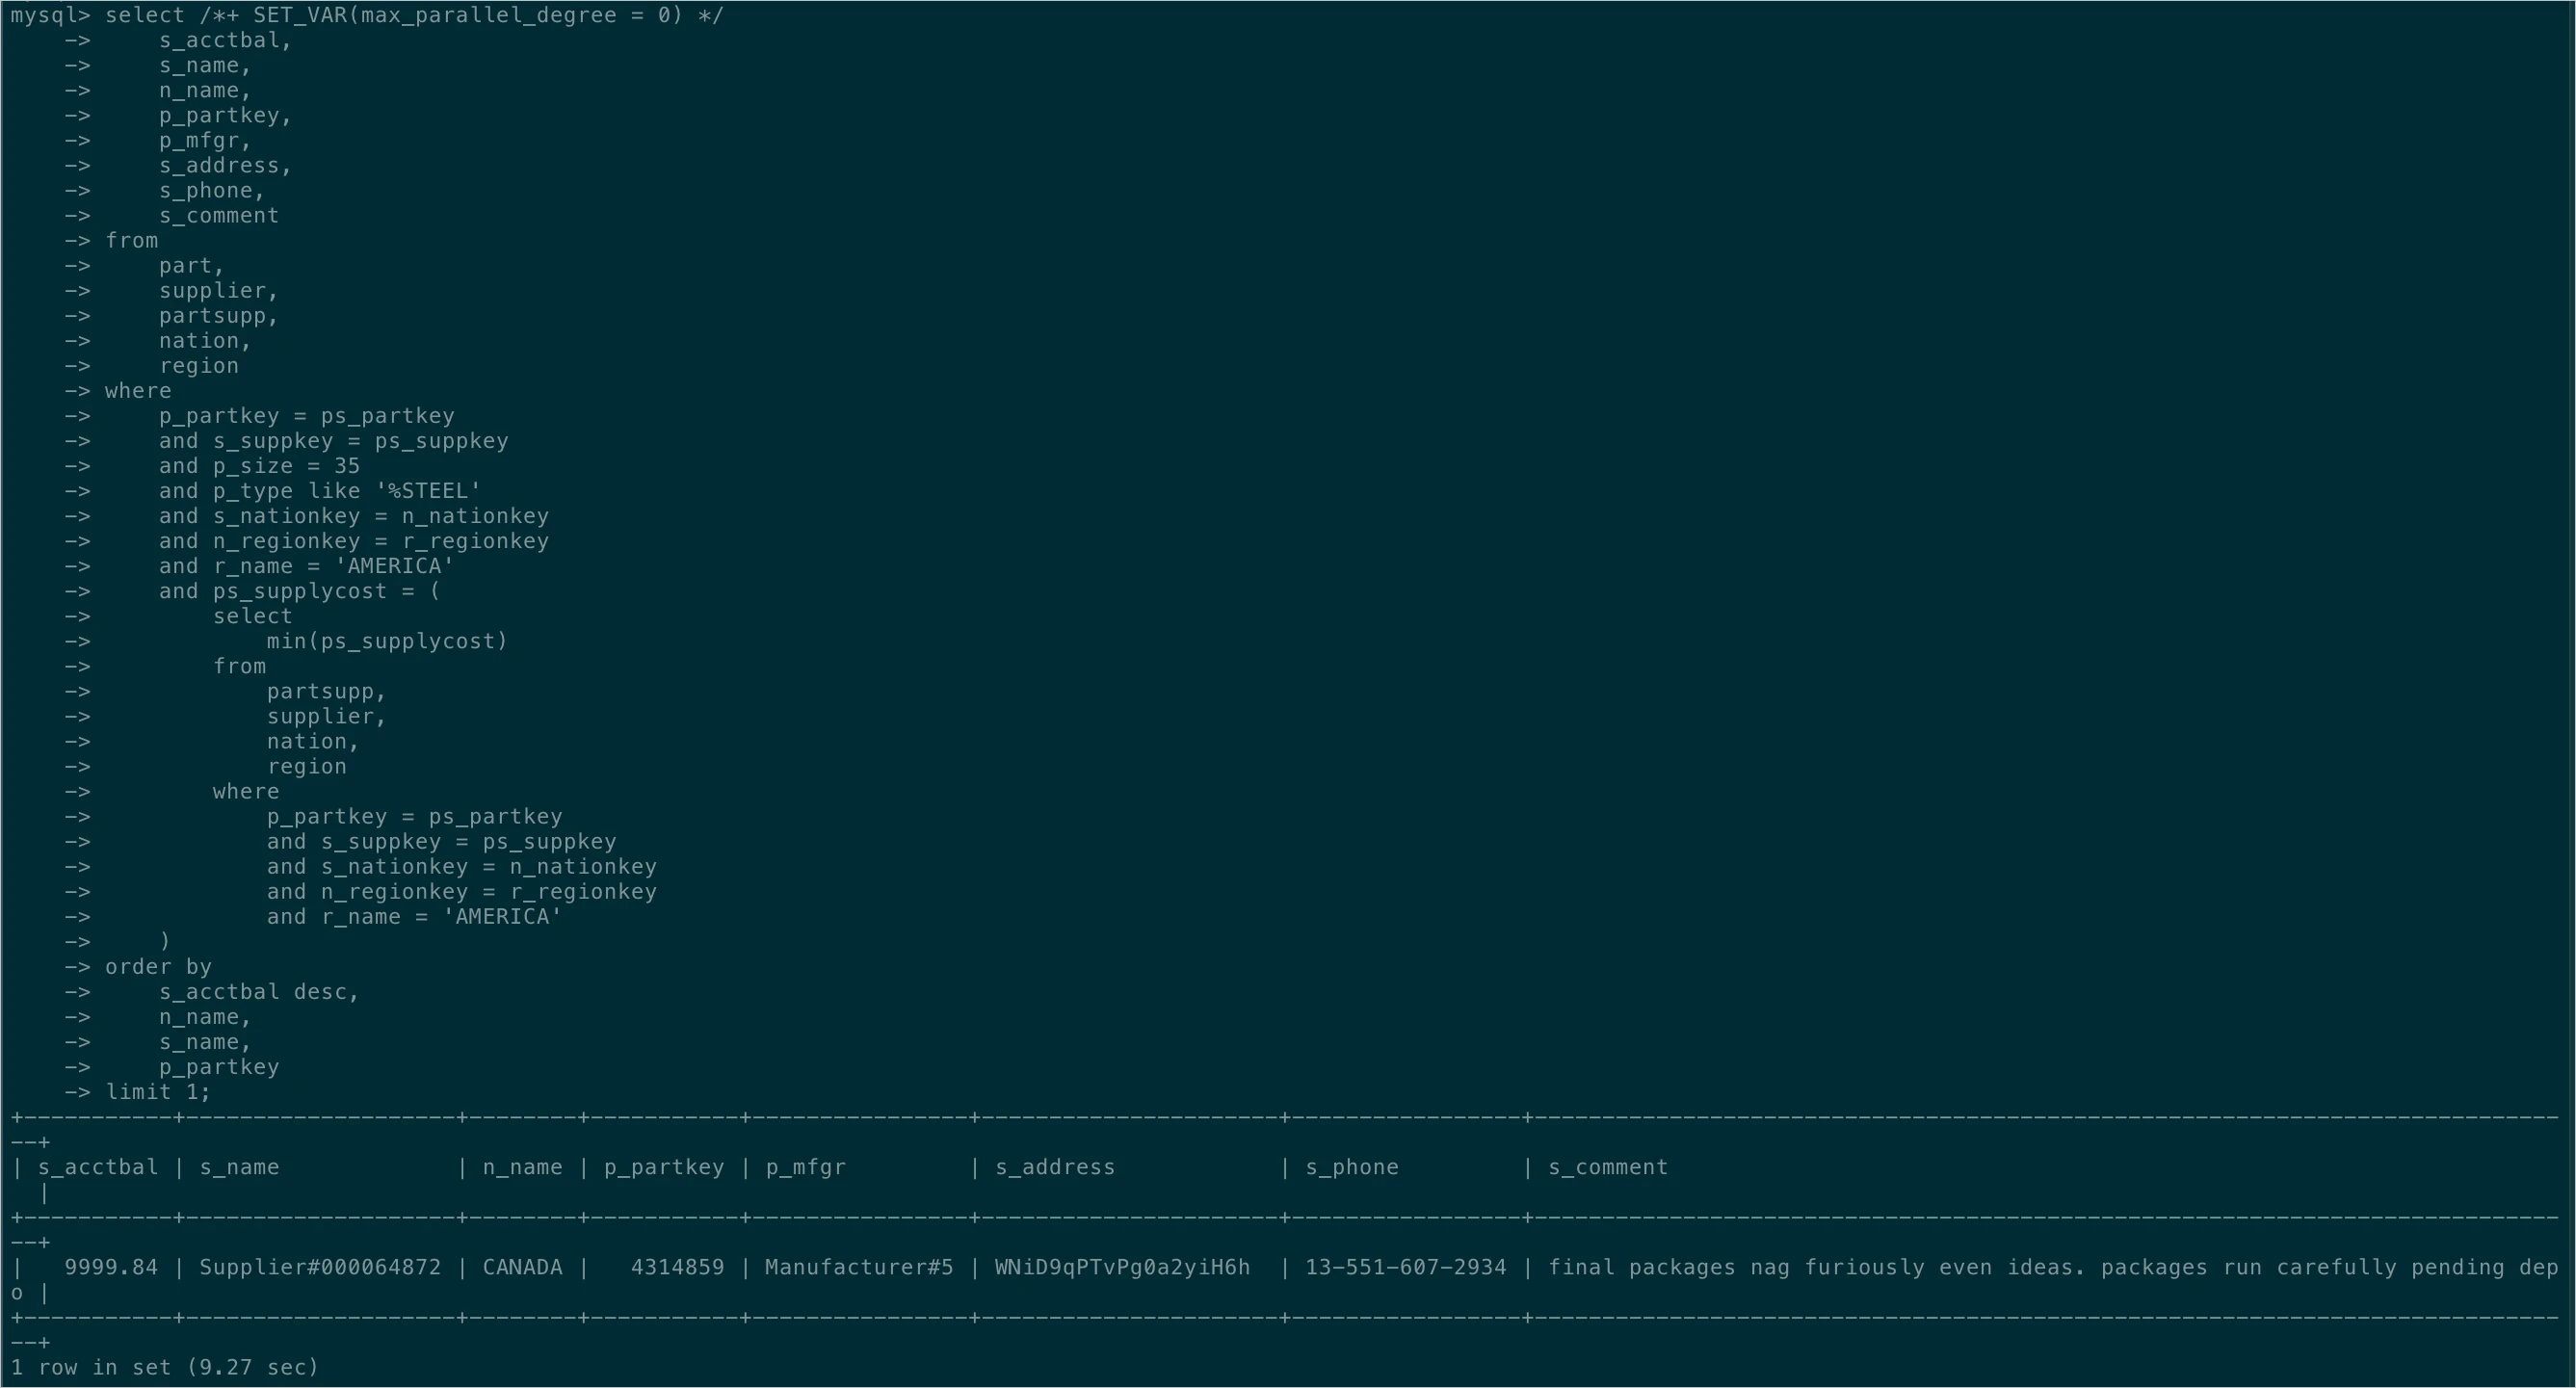 mysql> select /*+ SET_VAR(max_parallel_degree = 0) */
    ->     s_acctbal,
    ->     s_name,
    ->     n_name,
    ->     p_partkey,
    ->     p_mfgr,
    ->     s_address,
    ->     s_phone,
    ->     s_comment
    -> from
    ->     part,
    ->     supplier,
    ->     partsupp,
    ->     nation,
    ->     region
    -> where
    ->     p_partkey = ps_partkey
    ->     and s_suppkey = ps_suppkey
    ->     and p_size = 35
    ->     and p_type like '%STEEL'
    ->     and s_nationkey = n_nationkey
    ->     and n_regionkey = r_regionkey
    ->     and r_name = 'AMERICA'
    ->     and ps_supplycost = (
    ->         select
    ->             min(ps_supplycost)
    ->         from
    ->             partsupp,
    ->             supplier,
    ->             nation,
    ->             region
    ->         where
    ->             p_partkey = ps_partkey
    ->             and s_suppkey = ps_suppkey
    ->             and s_nationkey = n_nationkey
    ->             and n_regionkey = r_regionkey
    ->             and r_name = 'AMERICA'
    ->     )
    -> order by
    ->     s_acctbal desc,
    ->     n_name,
    ->     s_name,
    ->     p_partkey
    -> limit 1;
+-----------+--------------------+--------+-----------+----------------+----------------------+-----------------+----------------------------------------------------------------------------
--+
| s_acctbal | s_name             | n_name | p_partkey | p_mfgr         | s_address            | s_phone         | s_comment
  |
+-----------+--------------------+--------+-----------+----------------+----------------------+-----------------+----------------------------------------------------------------------------
--+
|   9999.84 | Supplier#000064872 | CANADA |   4314859 | Manufacturer#5 | WNiD9qPTvPg0a2yiH6h  | 13-551-607-2934 | final packages nag furiously even ideas. packages run carefully pending dep
o |
+-----------+--------------------+--------+-----------+----------------+----------------------+-----------------+----------------------------------------------------------------------------
--+
1 row in set (9.27 sec)